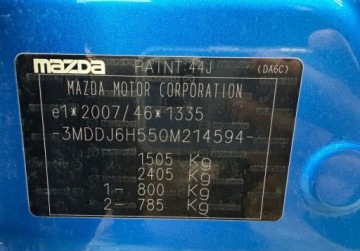 mazda PAINT:44J (DA6C)
MAZDA MOTOR CORPORATION
e1*2007/46*1335
-3MDDJ6H550M214594-
1505 Kg
2405 Kg
1- 800 Kg
2- 785 Kg